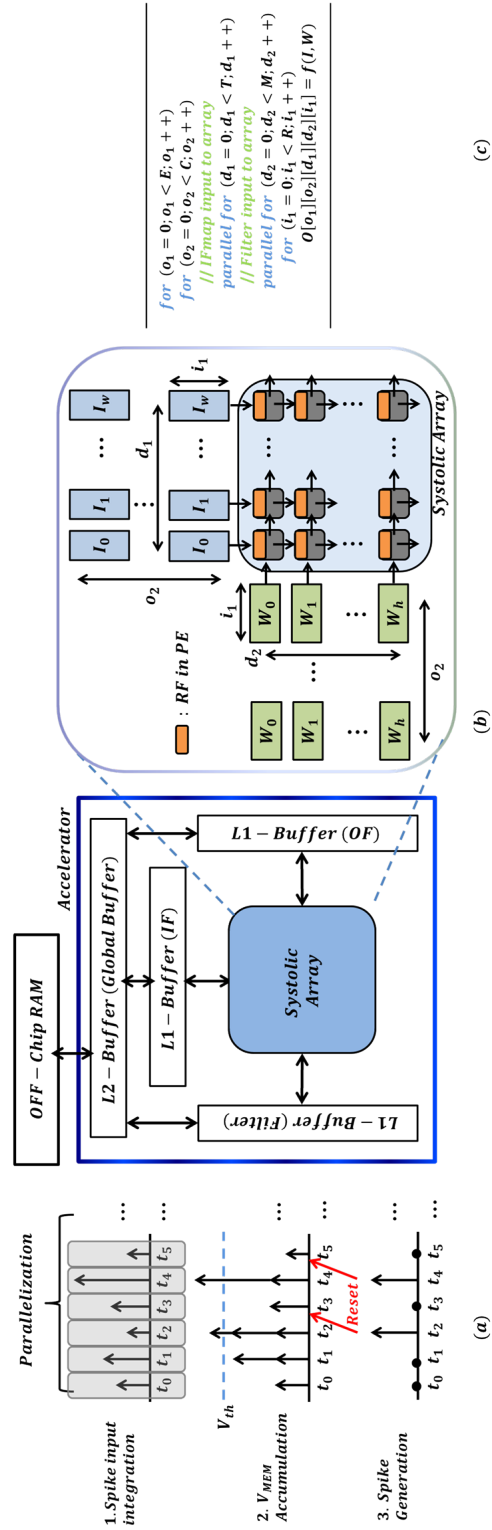 Parallelization
1.Spike input
integration
t0 t1 t2 t3 t4 t5 ...
Vth
2. VMEM
Accumulation
t0 t1 t2 t3 t4 t5 ...
Reset
3. Spike
Generation
t0 t1 t2 t3 t4 t5 ...
(a)
OFF − Chip RAM
Accelerator
L2 − Buffer (Global Buffer)
L1 − Buffer (IF)
L1 − Buffer (Filter)
Systolic
Array
L1 − Buffer (OF)
: RF in PE
o2
I0 I1 ... Iw
...
d1
I0 I1 ... Iw
i1
i1
d2
W0 W0
W1 ... W1
... ...
Wh Wh
o2
Systolic Array
(b)
for (o1 = 0; o1 < E; o1 + +)
for (o2 = 0; o2 < C; o2 + +)
// IFmap input to array
parallel for (d1 = 0; d1 < T; d1 + +)
// Filter input to array
parallel for (d2 = 0; d2 < M; d2 + +)
for (i1 = 0; i1 < R; i1 + +)
O[o1][o2][d1][d2][i1] = f(I, W)
(c)